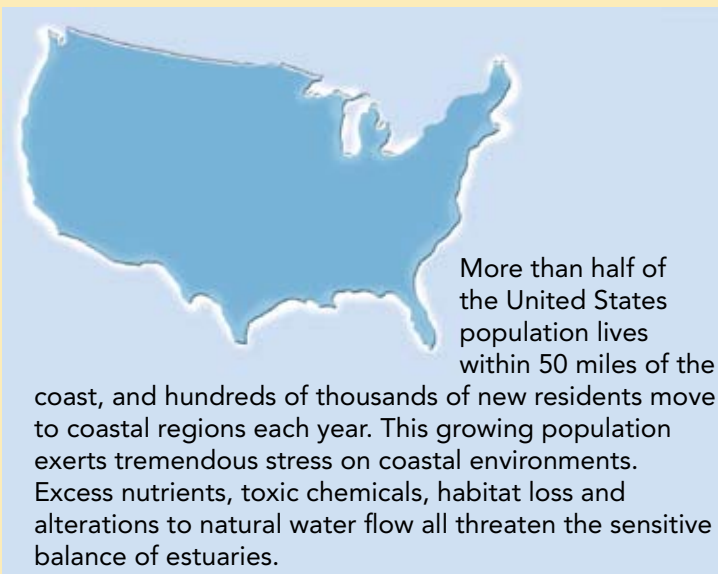 More than half of
the United States
population lives
within 50 miles of the
coast, and hundreds of thousands of new residents move
to coastal regions each year. This growing population
exerts tremendous stress on coastal environments.
Excess nutrients, toxic chemicals, habitat loss and
alterations to natural water flow all threaten the sensitive
balance of estuaries.